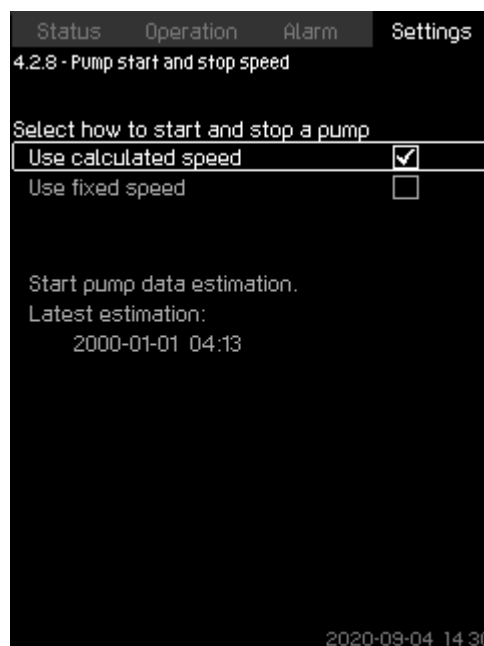 Status Operation Alarm Settings
4.2.8 - Pump start and stop speed
Select how to start and stop a pump
Use calculated speed
Use fixed speed
Start pump data estimation.
Latest estimation:
2000-01-01 04:13
2020-09-04 14:30